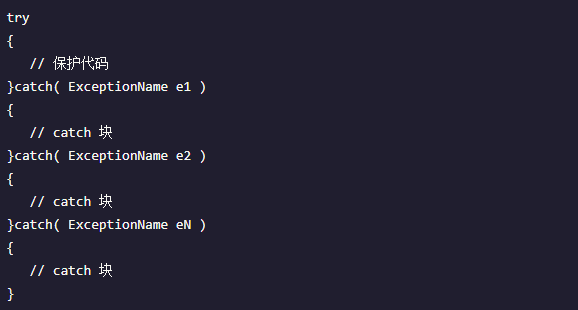 try
{
   // 保护代码
}catch( ExceptionName e1 )
{
   // catch 块
}catch( ExceptionName e2 )
{
   // catch 块
}catch( ExceptionName eN )
{
   // catch 块
}